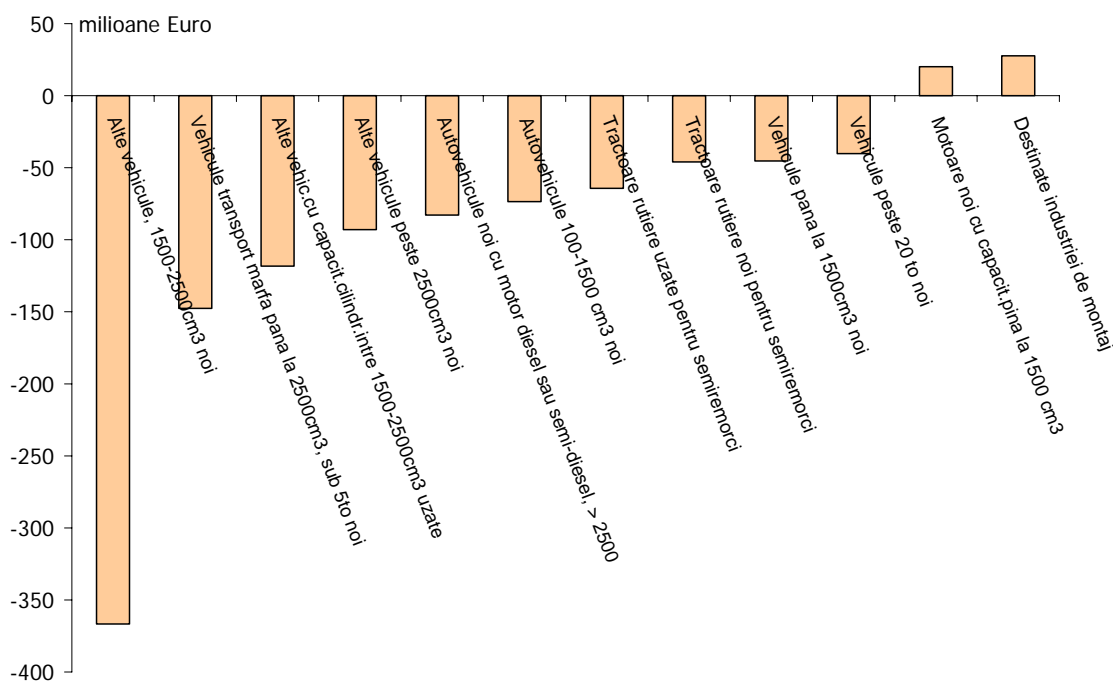 milioane Euro
50
0
-50
-100
-150
-200
-250
-300
-350
-400
Alte vehicule, 1500-2500cm3 noi
Vehicule transport marfa pana la 2500cm3, sub 5to noi
Alte vehic.cu capacit.cilindr.intre 1500-2500cm3 uzate
Alte vehicule peste 2500cm3 noi
Autovehicule noi cu motor diesel sau semi-diesel, > 2500
Autovehicule 100-1500 cm3 noi
Tractoare rutiere uzate pentru semiremorci
Tractoare rutiere noi pentru semiremorci
Vehicule pana la 1500cm3 noi
Vehicule peste 20 to noi
Motoare noi cu capacit.pina la 1500 cm3
Destinate industriei de montaj